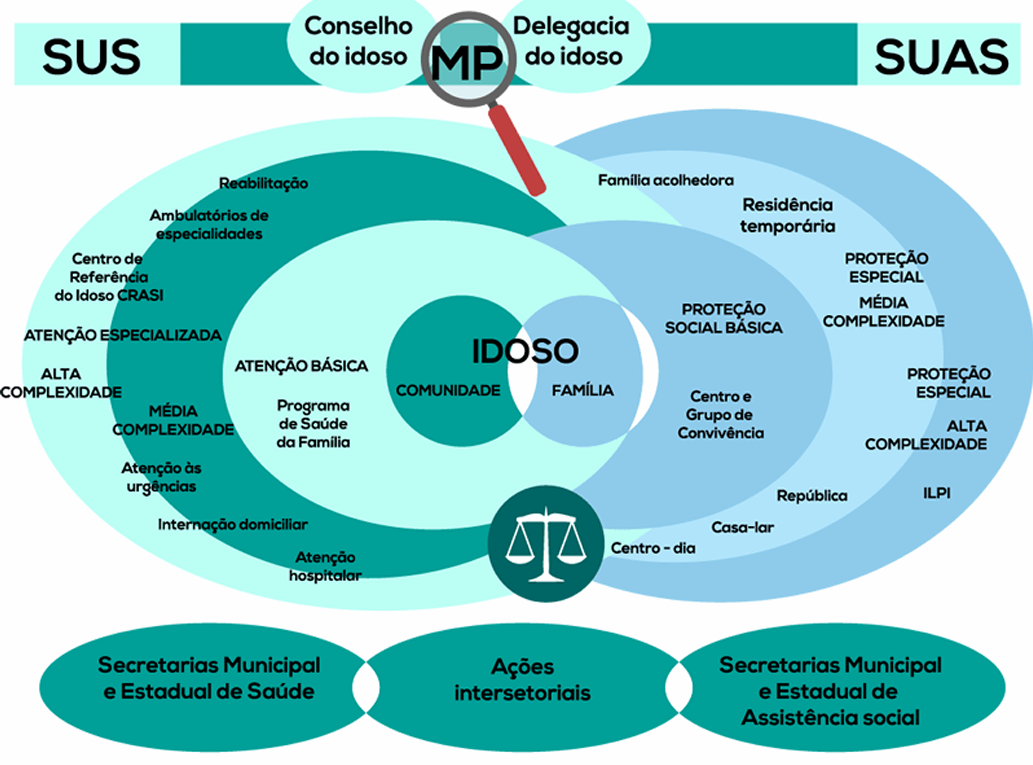 SUS
Conselho
do idoso
MP
Delegacia
do idoso
SUAS
Reabilitação
Ambulatórios de
especialidades
Centro de
Referência
do Idoso CRASI
ATENÇÃO ESPECIALIZADA
ALTA
COMPLEXIDADE
MÉDIA
COMPLEXIDADE
Atenção às
urgências
Internação domiciliar
Atenção
hospitalar
ATENÇÃO BÁSICA
Programa
de Saúde
da Família
IDOSO
COMUNIDADE
FAMÍLIA
PROTEÇÃO
SOCIAL BÁSICA
Centro e
Grupo de
Convivência
Família acolhedora
Residência
temporária
PROTEÇÃO
ESPECIAL
MÉDIA
COMPLEXIDADE
PROTEÇÃO
ESPECIAL
ALTA
COMPLEXIDADE
ILPI
República
Casa-lar
Centro - dia
Secretarias Municipal
e Estadual de Saúde
Ações
intersetoriais
Secretarias Municipal
e Estadual de
Assistência social